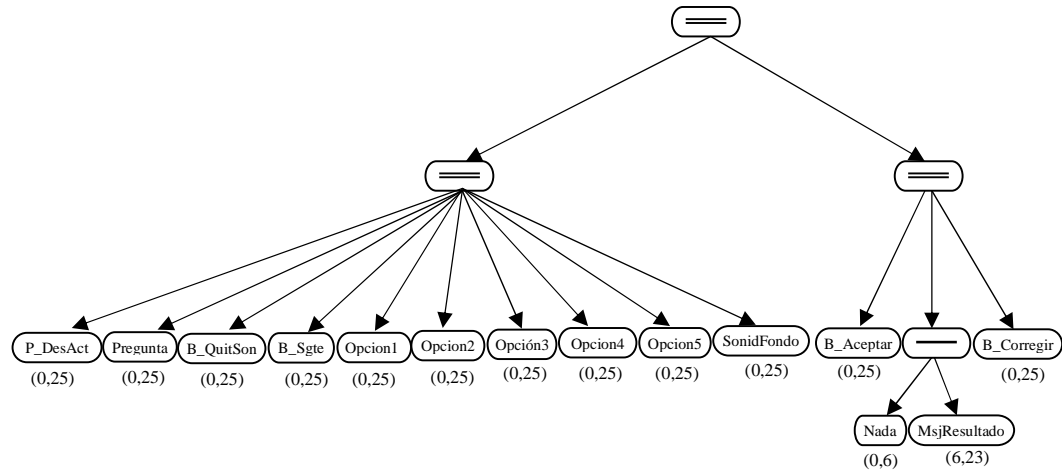 P_DesAct Pregunta B_QuitSon B_Sgte Opcion1 Opcion2 Opción3 Opcion4 Opcion5 SonidFondo B_Aceptar B_Corregir
(0,25) (0,25) (0,25) (0,25) (0,25) (0,25) (0,25) (0,25) (0,25) (0,25) (0,25) (0,25)
Nada MsjResultado
(0,6) (6,23)